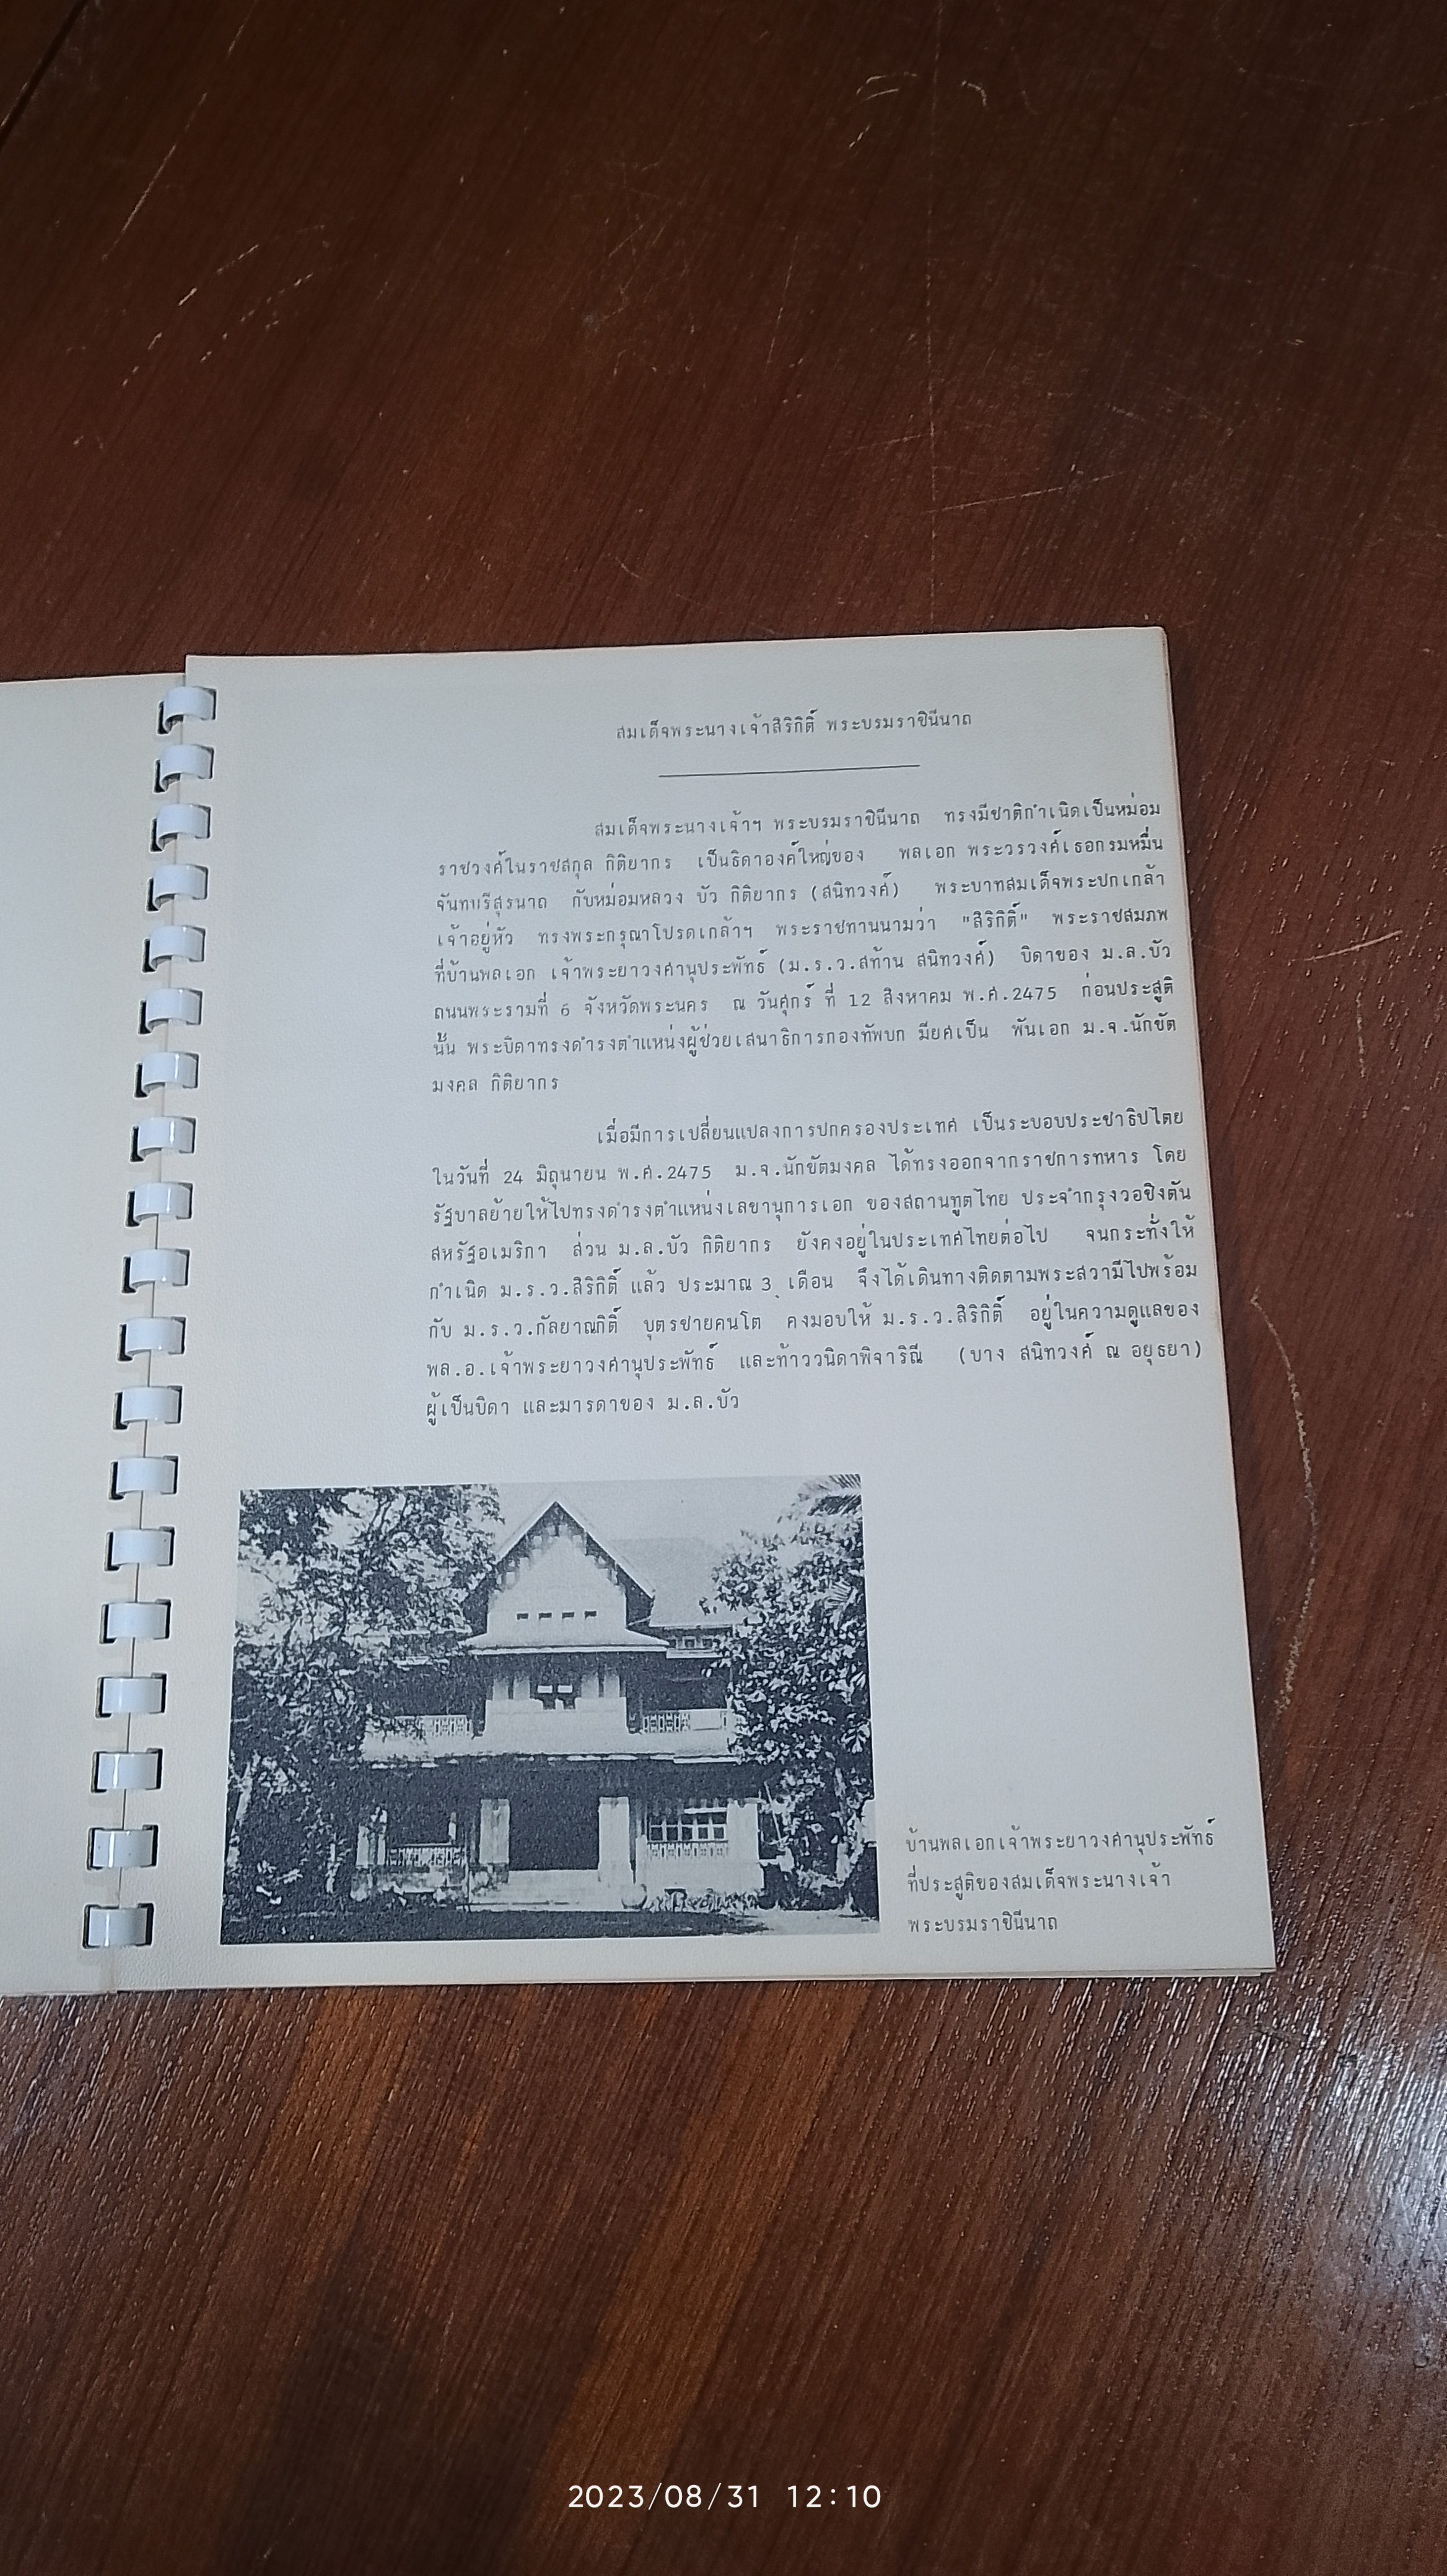 สมเด็จพระนางเจ้าสิริกิติ์ พระบรมราชินีนาถ
สมเด็จพระนางเจ้าฯ พระบรมราชินีนาถ ทรงมีชาติกำเนิดเป็นหม่อม
ราชวงศ์ในราชสกุล กิติยากร เป็นธิดาองค์ใหญ่ของ พลเอก พระวรวงศ์เธอกรมหมื่น
จันทบุรีสุรนาถ กับหม่อมหลวง บัว กิติยากร (สนิทวงศ์) พระบาทสมเด็จพระปกเกล้า
เจ้าอยู่หัว ทรงพระกรุณาโปรดเกล้าฯ พระราชทานนามว่า "สิริกิติ์" พระราชสมภพ
ที่บ้านพลเอก เจ้าพระยาวงศานุประพัทธ์ (ม.ร.ว.สท้าน สนิทวงศ์) บิดาของ ม.ล.บัว
ถนนพระรามที่ 6 จังหวัดพระนคร ณ วันศุกร์ ที่ 12 สิงหาคม พ.ศ.2475 ก่อนประสูติ
นั้น พระบิดาทรงดำรงตำแหน่งผู้ช่วยเสนาธิการกองทัพบก มียศเป็น พันเอก ม.จ.นักขัต
มงคล กิติยากร
เมื่อมีการเปลี่ยนแปลงการปกครองประเทศ เป็นระบอบประชาธิปไตย
ในวันที่ 24 มิถุนายน พ.ศ.2475 ม.จ.นักขัตมงคล ได้ทรงออกจากราชการทหาร โดย
รัฐบาลย้ายให้ไปทรงดำรงตำแหน่งเลขานุการเอก ของสถานทูตไทย ประจำกรุงวอชิงตัน
สหรัฐอเมริกา ส่วน ม.ล.บัว กิติยากร ยังคงอยู่ในประเทศไทยต่อไป จนกระทั่งให้
กำเนิด ม.ร.ว.สิริกิติ์ แล้ว ประมาณ 3 เดือน จึงได้เดินทางติดตามพระสวามีไปพร้อม
กับ ม.ร.ว.กัลยาณกิติ์ บุตรชายคนโต คงมอบให้ ม.ร.ว.สิริกิติ์ อยู่ในความดูแลของ
พล.อ.เจ้าพระยาวงศานุประพัทธ์ และท้าววนิดาพิจาริณี (บาง สนิทวงศ์ ณ อยุธยา)
ผู้เป็นบิดา และมารดาของ ม.ล.บัว
บ้านพลเอกเจ้าพระยาวงศานุประพัทธ์
ที่ประสูติของสมเด็จพระนางเจ้า
พระบรมราชินีนาถ
2023/08/31 12:10